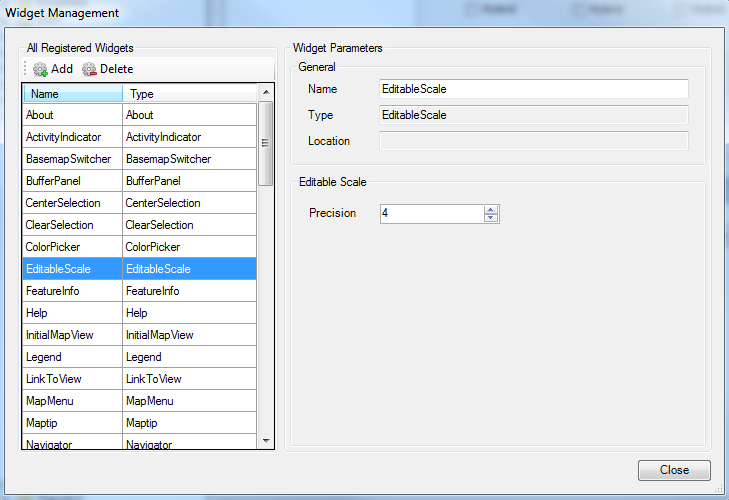 Widget Management
All Registered Widgets
Add Delete
Name Type
About About
ActivityIndicator ActivityIndicator
BasemapSwitcher BasemapSwitcher
BufferPanel BufferPanel
CenterSelection CenterSelection
ClearSelection ClearSelection
ColorPicker ColorPicker
EditableScale EditableScale
FeatureInfo FeatureInfo
Help Help
InitialMapView InitialMapView
Legend Legend
LinkToView LinkToView
MapMenu MapMenu
Maptip Maptip
Navigator Navigator
Widget Parameters
General
Name EditableScale
Type EditableScale
Location
Editable Scale
Precision 4
Close